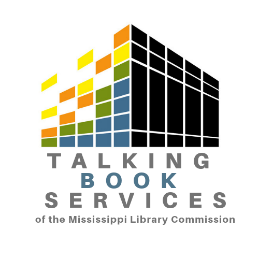 TALKING
BOOK
SERVICES
of the Mississippi Library Commission